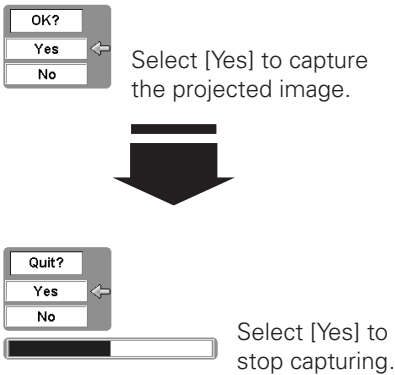 OK?
Yes
No
Select [Yes] to capture
the projected image.
Quit?
Yes
No
Select [Yes] to
stop capturing.